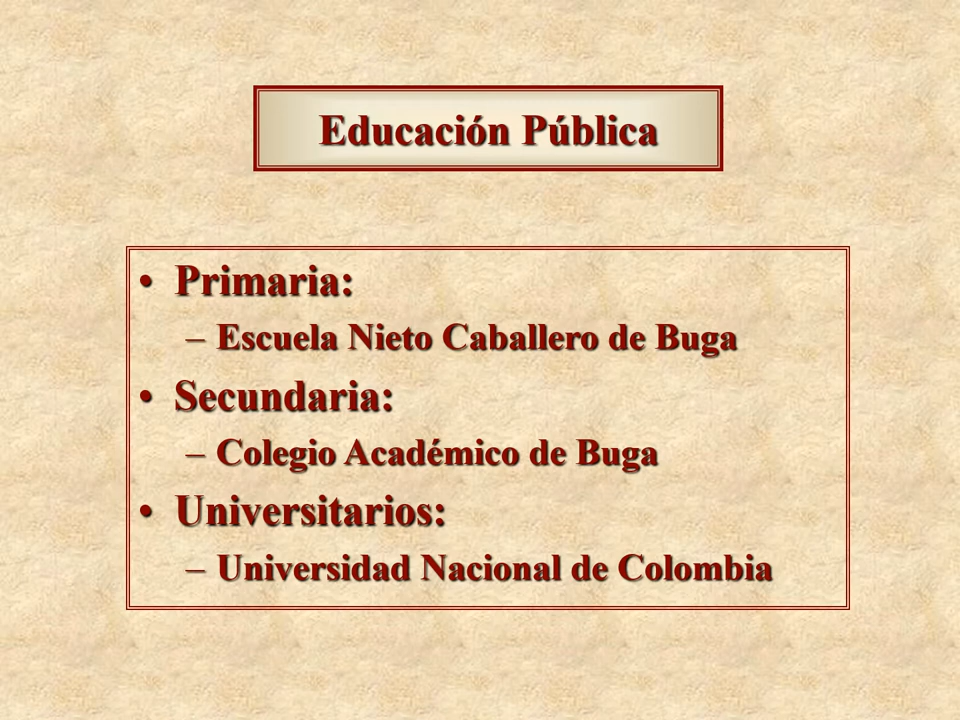 Educación Pública
• Primaria:
– Escuela Nieto Caballero de Buga
• Secundaria:
– Colegio Académico de Buga
• Universitarios:
– Universidad Nacional de Colombia